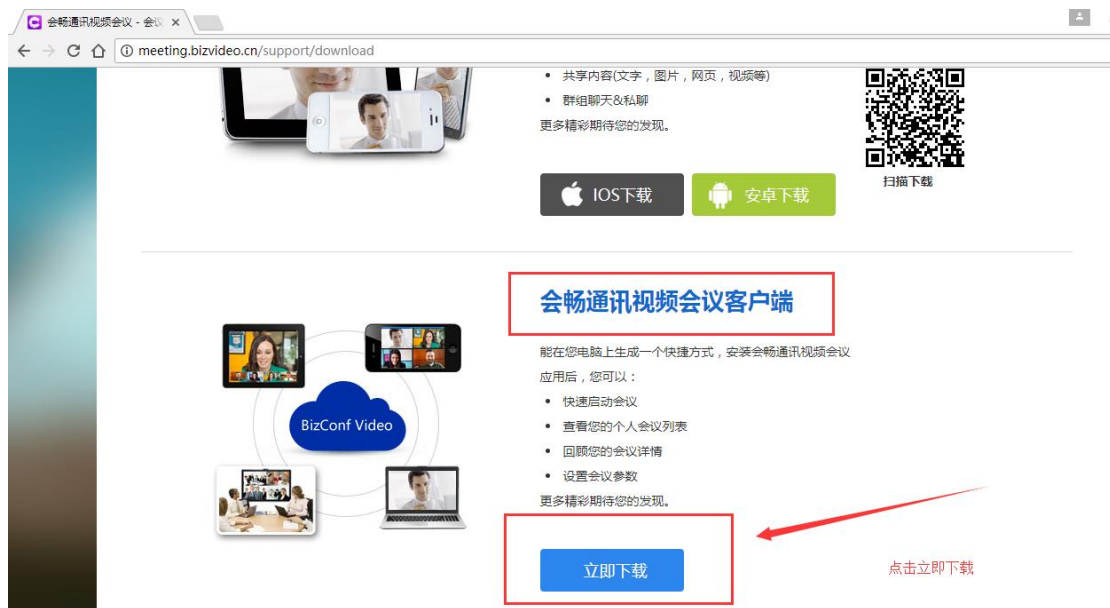 会畅通讯视频会议 - 会议
meeting.bizvideo.cn/support/download
共享内容(文字，图片，网页，视频等)
群组聊天&私聊
更多精彩期待您的发现。
扫描下载
IOS下载
安卓下载
会畅通讯视频会议客户端
能在您电脑上生成一个快捷方式，安装会畅通讯视频会议
应用后，您可以：
快速启动会议
查看您的个人会议列表
回顾您的会议详情
设置会议参数
更多精彩期待您的发现。
BizConf Video
立即下载
点击立即下载